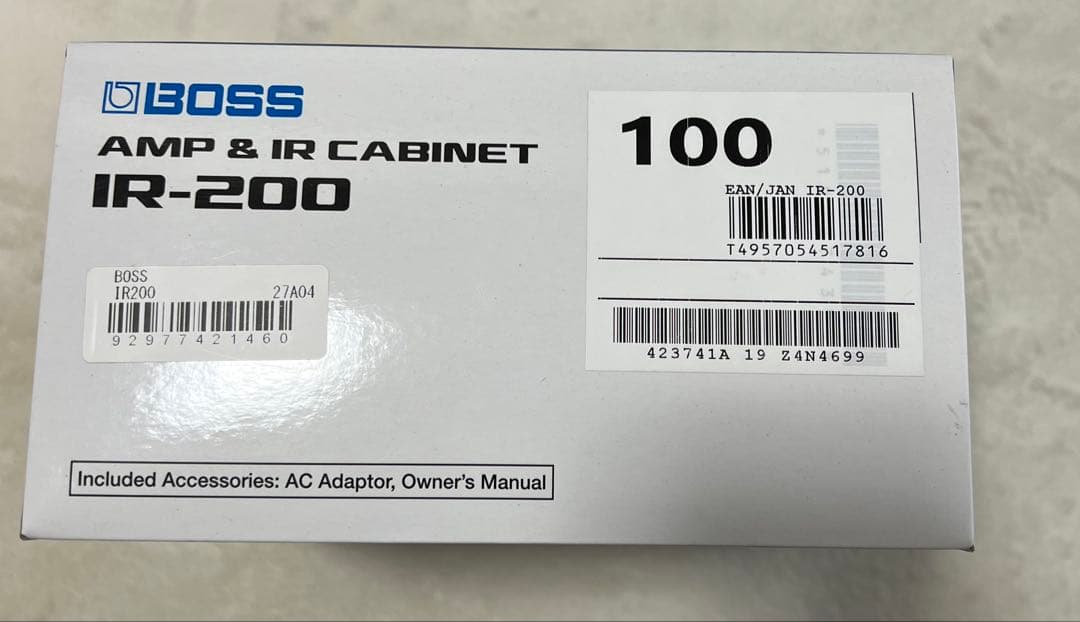 BOSS
AMP & IR CABINET
IR-200
BOSS
IR200 27A04
92977421460
Included Accessories: AC Adaptor, Owner's Manual
100
EAN/JAN IR-200
T4957054517816
423741A 19 Z4N4699